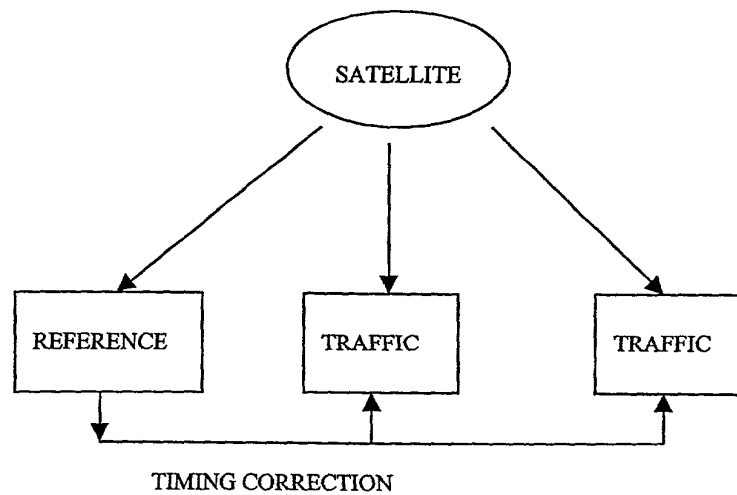 SATELLITE
REFERENCE
TRAFFIC
TRAFFIC
TIMING CORRECTION